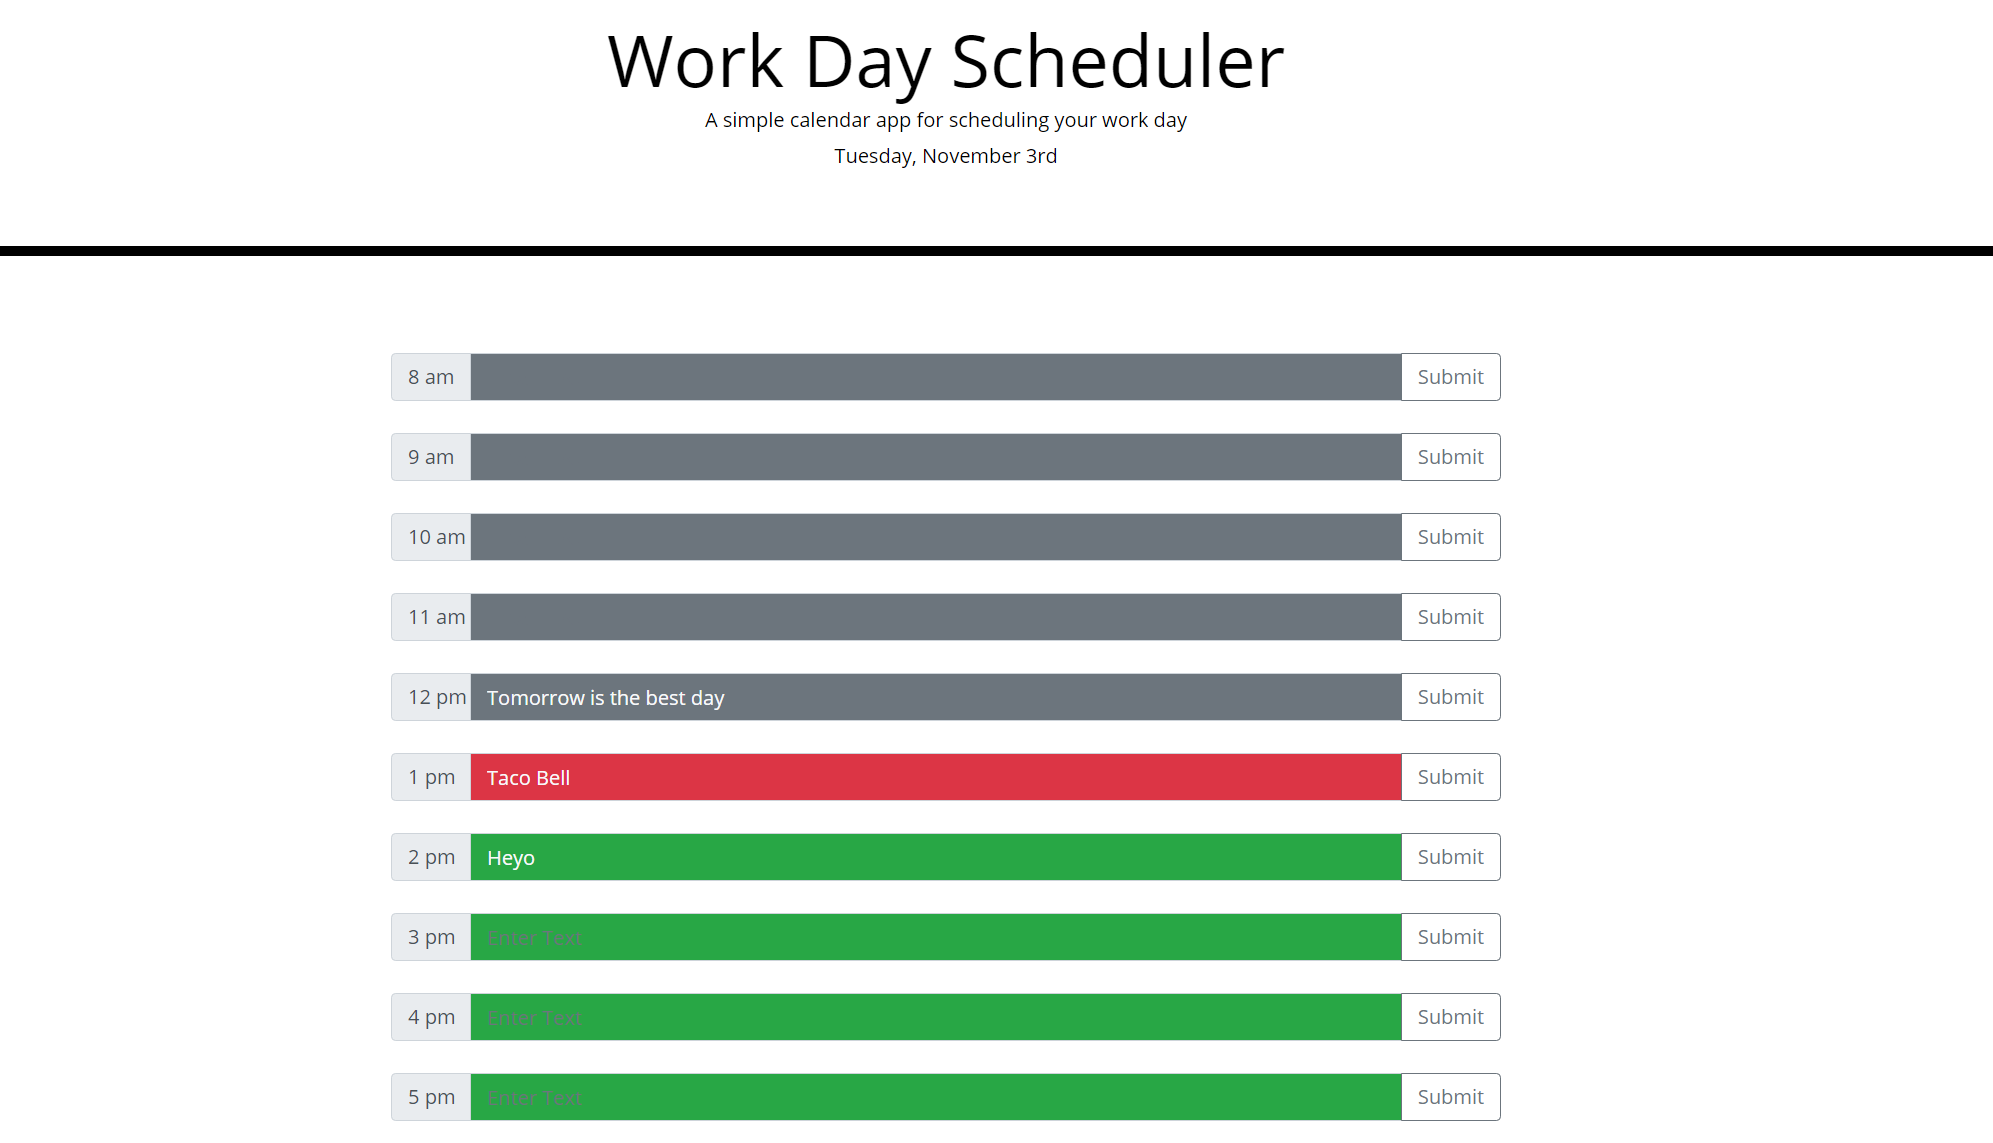 Work Day Scheduler
A simple calendar app for scheduling your work day
Tuesday, November 3rd
8 am Submit
9 am Submit
10 am Submit
11 am Submit
12 pm Tomorrow is the best day Submit
1 pm Taco Bell Submit
2 pm Heyo Submit
3 pm Enter Text Submit
4 pm Enter Text Submit
5 pm Enter Text Submit